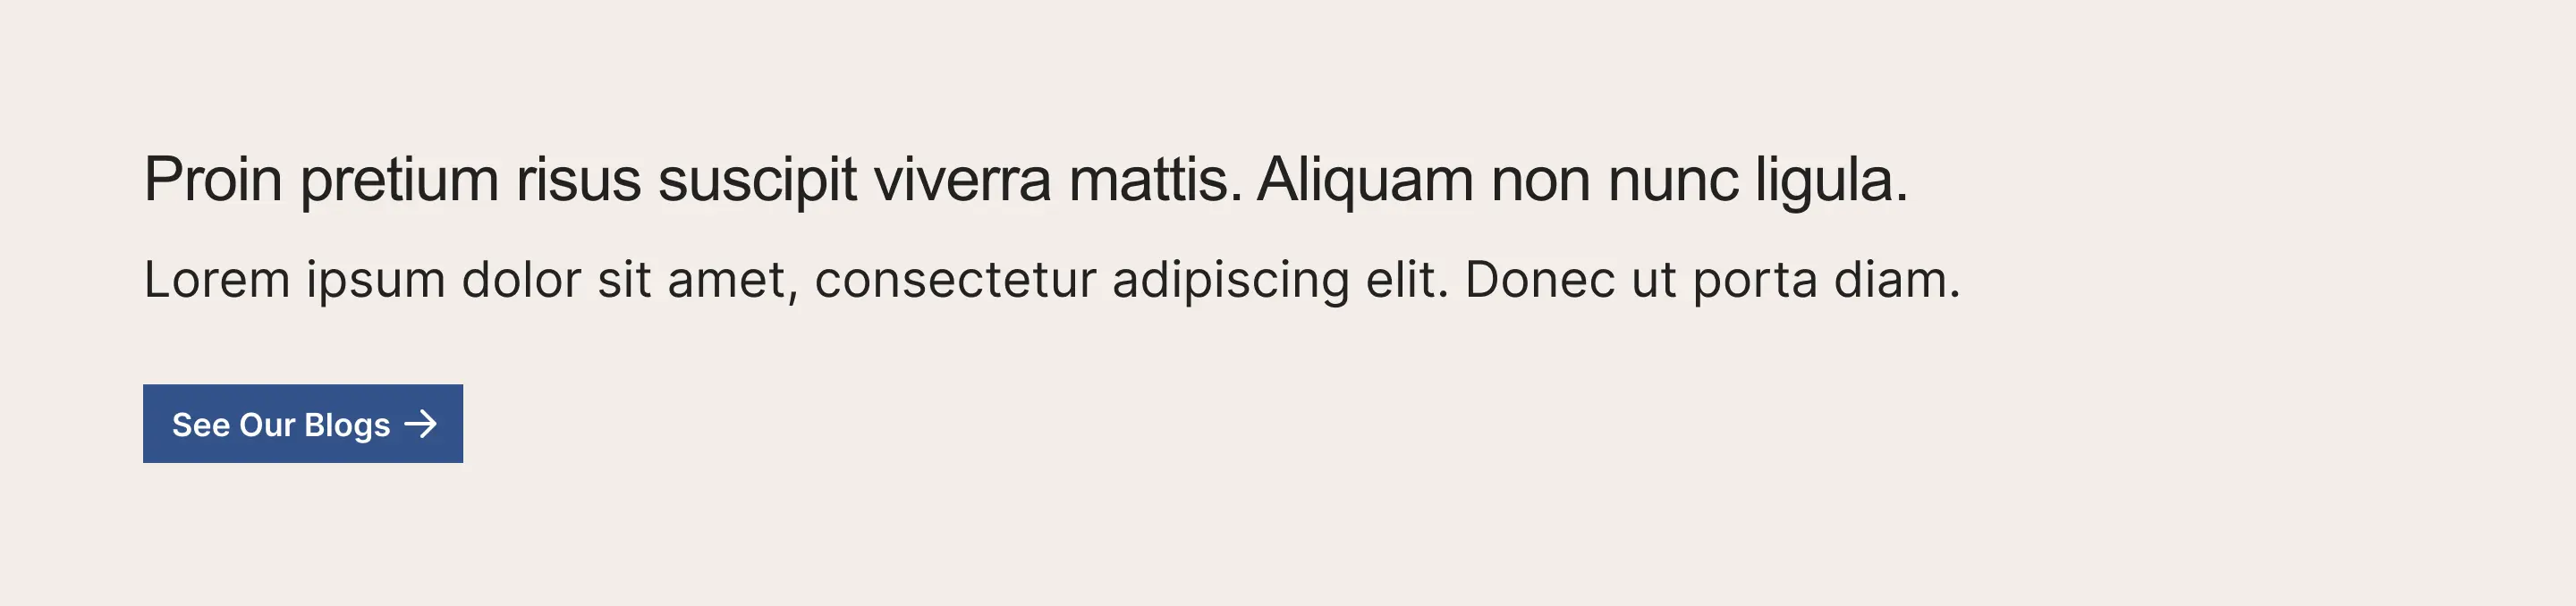 Proin pretium risus suscipit viverra mattis. Aliquam non nunc ligula.
Lorem ipsum dolor sit amet, consectetur adipiscing elit. Donec ut porta diam.
See Our Blogs →